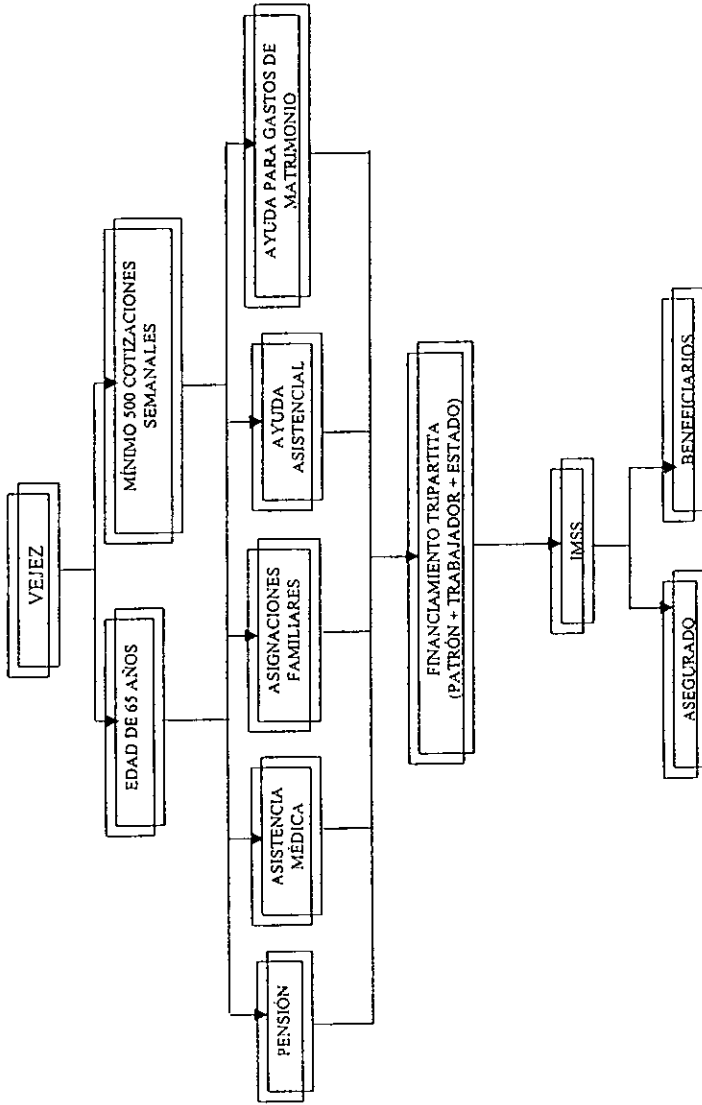 VEJEZ
EDAD DE 65 AÑOS
MÍNIMO 500 COTIZACIONES
SEMANALES
PENSIÓN
ASISTENCIA
MÉDICA
ASIGNACIONES
FAMILIARES
AYUDA
ASISTENCIAL
AYUDA PARA GASTOS DE
MATRIMONIO
FINANCIAMIENTO TRIPARTITA
(PATRÓN + TRABAJADOR + ESTADO)
IMSS
ASEGURADO
BENEFICIARIOS